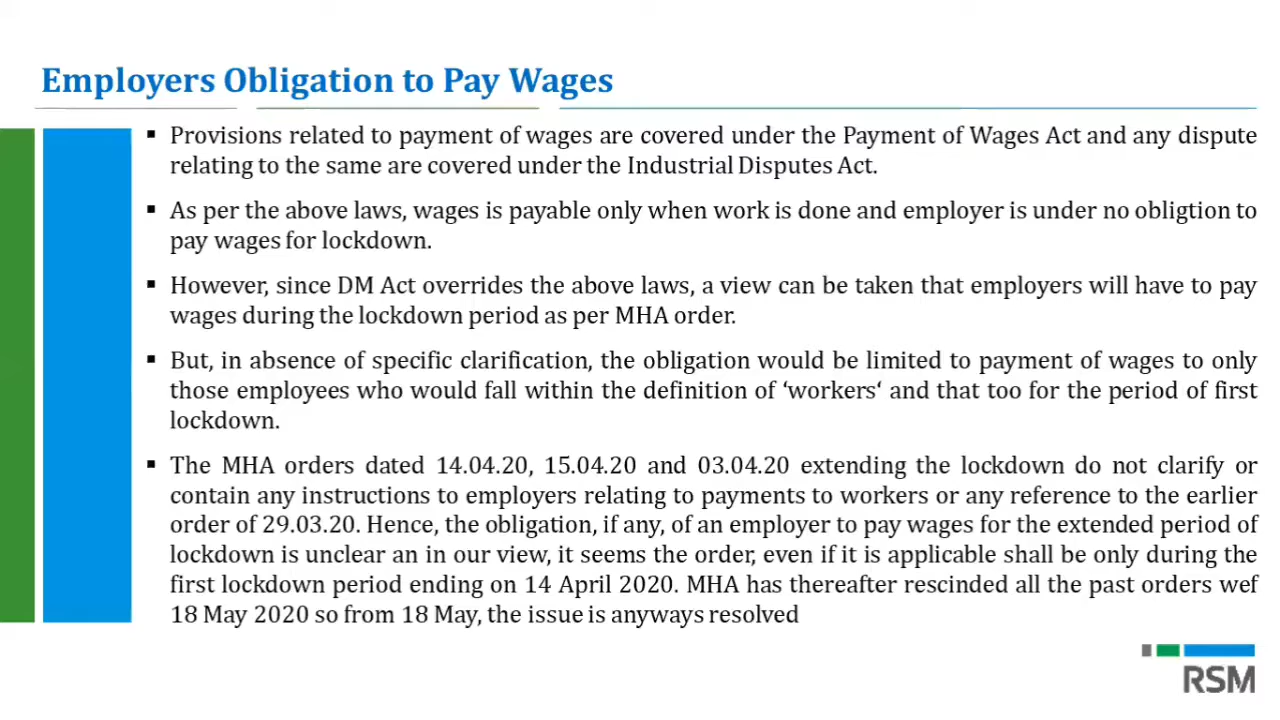 Employers Obligation to Pay Wages
▪ Provisions related to payment of wages are covered under the Payment of Wages Act and any dispute
relating to the same are covered under the Industrial Disputes Act.
▪ As per the above laws, wages is payable only when work is done and employer is under no obligtion to
pay wages for lockdown.
▪ However, since DM Act overrides the above laws, a view can be taken that employers will have to pay
wages during the lockdown period as per MHA order.
▪ But, in absence of specific clarification, the obligation would be limited to payment of wages to only
those employees who would fall within the definition of ‘workers‘ and that too for the period of first
lockdown.
▪ The MHA orders dated 14.04.20, 15.04.20 and 03.04.20 extending the lockdown do not clarify or
contain any instructions to employers relating to payments to workers or any reference to the earlier
order of 29.03.20. Hence, the obligation, if any, of an employer to pay wages for the extended period of
lockdown is unclear an in our view, it seems the order, even if it is applicable shall be only during the
first lockdown period ending on 14 April 2020. MHA has thereafter rescinded all the past orders wef
18 May 2020 so from 18 May, the issue is anyways resolved
RSM